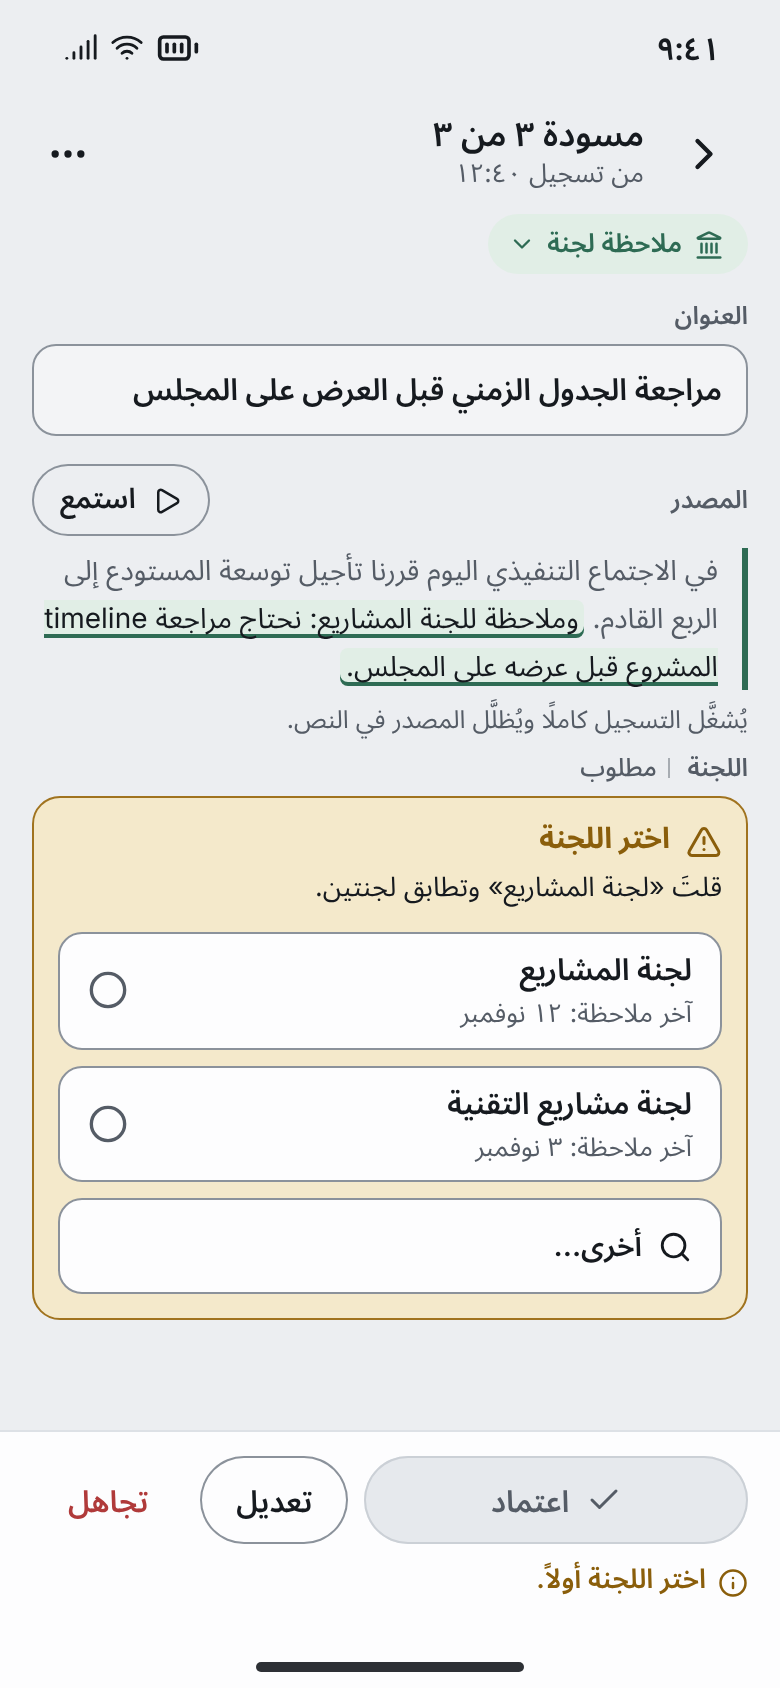 ٩:٤١
مسودة ٣ من ٣
من تسجيل ١٢:٤٠
ملاحظة لجنة
العنوان
مراجعة الجدول الزمني قبل العرض على المجلس
المصدر
استمع
في الاجتماع التنفيذي اليوم قررنا تأجيل توسعة المستودع إلى
الربع القادم. وملاحظة للجنة المشاريع: نحتاج مراجعة timeline
المشروع قبل عرضه على المجلس.
يُشغَّل التسجيل كاملًا ويُظلَّل المصدر في النص.
اللجنة | مطلوب
اختر اللجنة
قلتَ «لجنة المشاريع» وتطابق لجنتين.
لجنة المشاريع
آخر ملاحظة: ١٢ نوفمبر
لجنة مشاريع التقنية
آخر ملاحظة: ٣ نوفمبر
أخرى...
اعتماد
تعديل
تجاهل
اختر اللجنة أولاً.